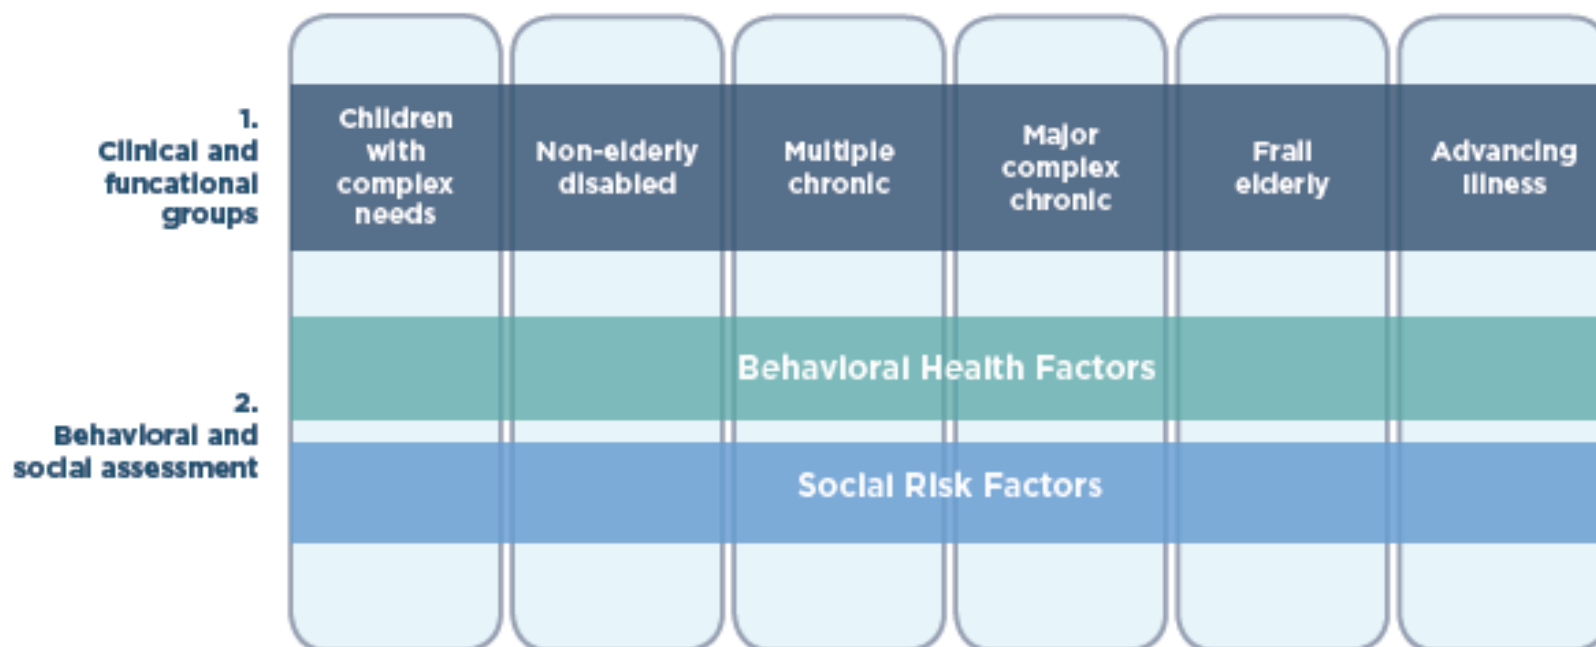 1.
Clinical and
funcational
groups
Children
with
complex
needs
Non-elderly
disabled
Multiple
chronic
Major
complex
chronic
Frail
elderly
Advancing
illness
2.
Behavioral and
social assessment
Behavioral Health Factors
Social Risk Factors